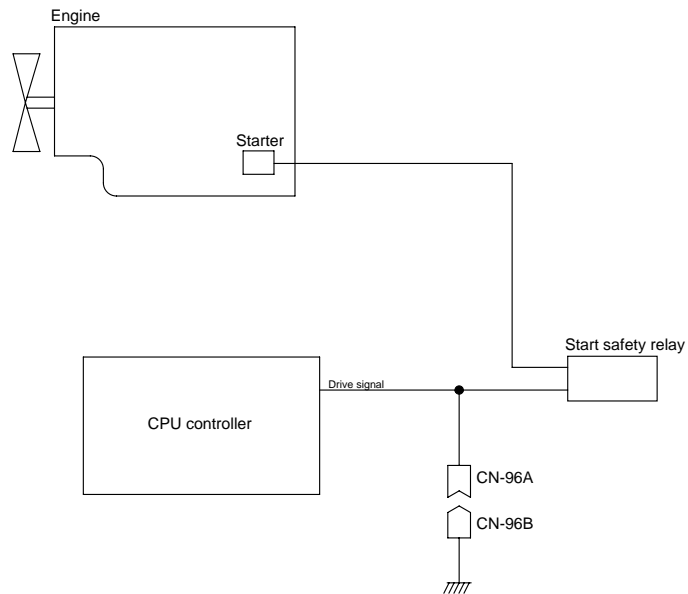 Engine
Starter
Start safety relay
Drive signal
CPU controller
CN-96A
CN-96B